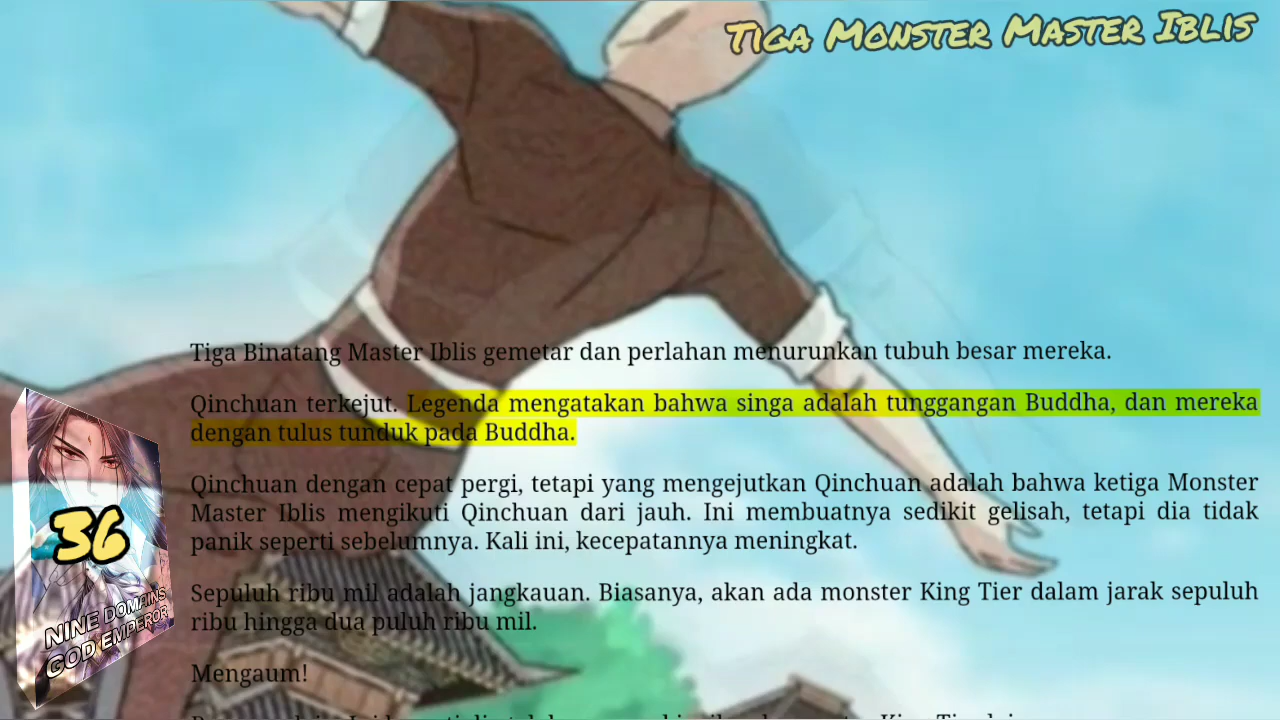 Tiga Monster Master Iblis
Tiga Binatang Master Iblis gemetar dan perlahan menurunkan tubuh besar mereka.
Qinchuan terkejut. Legenda mengatakan bahwa singa adalah tunggangan Buddha, dan mereka
dengan tulus tunduk pada Buddha.
Qinchuan dengan cepat pergi, tetapi yang mengejutkan Qinchuan adalah bahwa ketiga Monster
Master Iblis mengikuti Qinchuan dari jauh. Ini membuatnya sedikit gelisah, tetapi dia tidak
panik seperti sebelumnya. Kali ini, kecepatannya meningkat.
Sepuluh ribu mil adalah jangkauan. Biasanya, akan ada monster King Tier dalam jarak sepuluh
ribu hingga dua puluh ribu mil.
Mengaum!
36
NINE DOMAINS
GOD EMPEROR